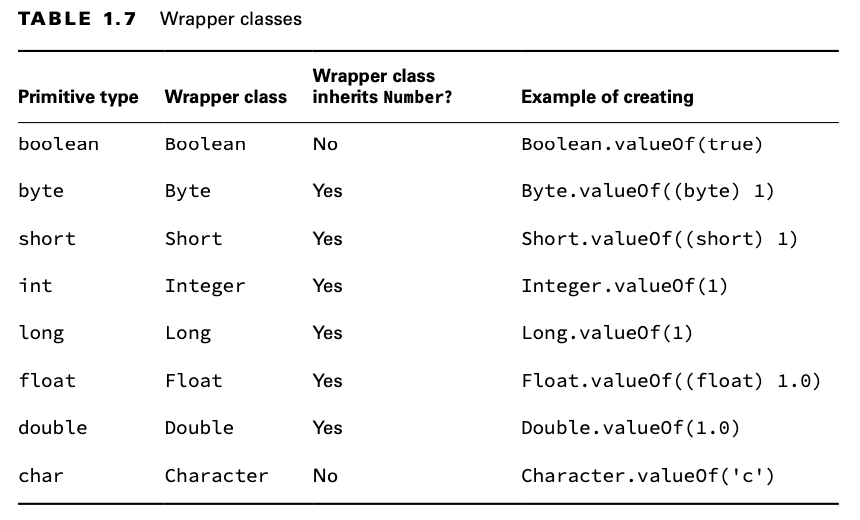 TABLE 1.7 Wrapper classes
Primitive type Wrapper class Wrapper class inherits Number? Example of creating
boolean Boolean No Boolean.valueOf(true)
byte Byte Yes Byte.valueOf((byte) 1)
short Short Yes Short.valueOf((short) 1)
int Integer Yes Integer.valueOf(1)
long Long Yes Long.valueOf(1)
float Float Yes Float.valueOf((float) 1.0)
double Double Yes Double.valueOf(1.0)
char Character No Character.valueOf('c')